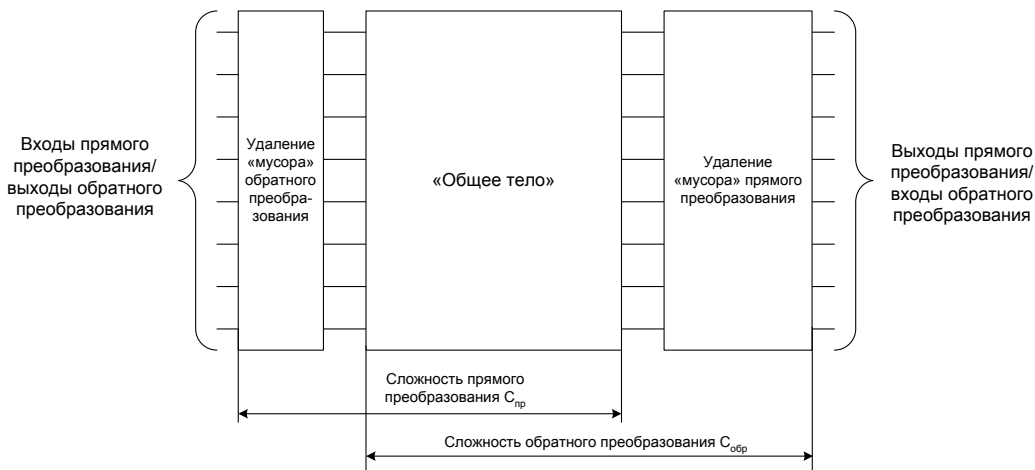 Входы прямого
преобразования/
выходы обратного
преобразования
Удаление
«мусора»
обратного
преобра-
зования
«Общее тело»
Удаление
«мусора» прямого
преобразования
Выходы прямого
преобразования/
входы обратного
преобразования
Сложность прямого
преобразования Cпр
Сложность обратного преобразования Cобр